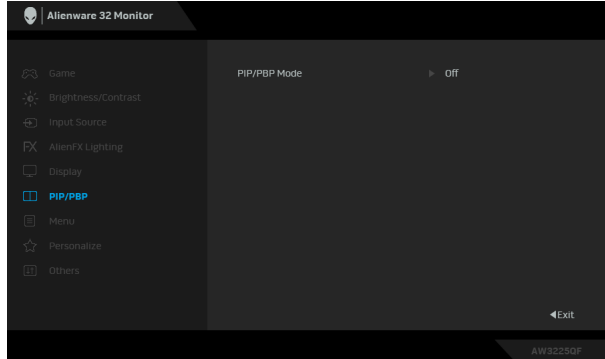 Alienware 32 Monitor
Game
PIP/PBP Mode Off
Brightness/Contrast
Input Source
FX AlienFX Lighting
Display
PIP/PBP
Menu
Personalize
Others
Exit
AW3225QF